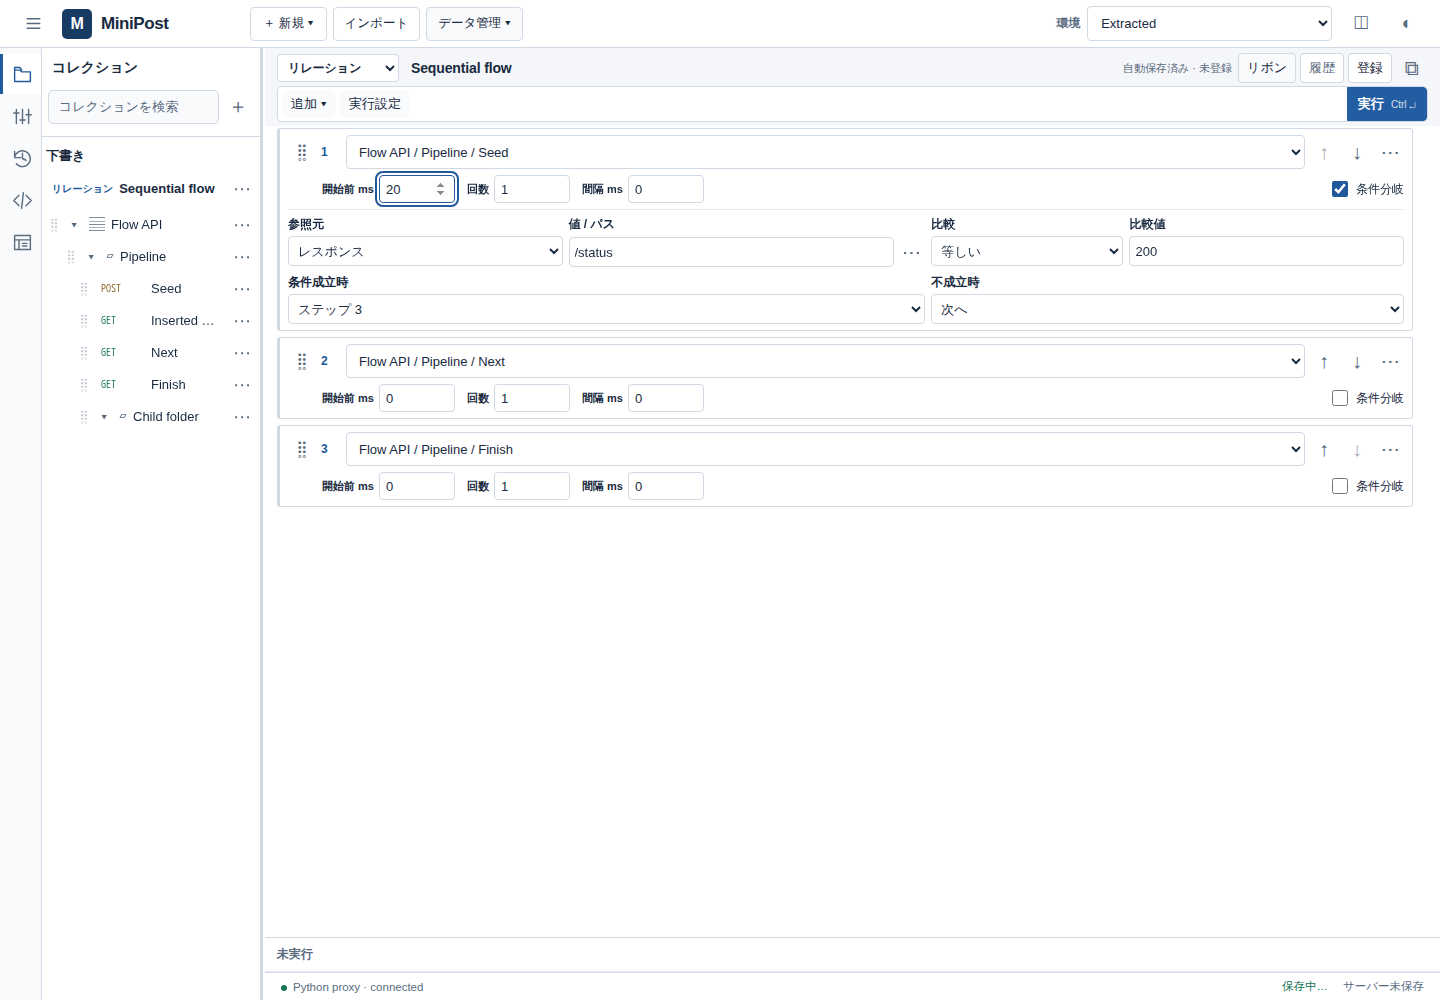 M MiniPost ＋ 新規 ▾ インポート データ管理 ▾ 環境 Extracted
コレクション
コレクションを検索 +
下書き
リレーション Sequential flow ···
Flow API ···
Pipeline ···
POST Seed ···
GET Inserted … ···
GET Next ···
GET Finish ···
Child folder ···
リレーション Sequential flow 自動保存済み · 未登録 リボン 履歴 登録
追加 ▾ 実行設定 実行 Ctrl ⏎
1 Flow API / Pipeline / Seed ↑ ↓ ···
開始前 ms 20 回数 1 間隔 ms 0 条件分岐
参照元 値 / パス 比較 比較値
レスポンス /status ··· 等しい 200
条件成立時 不成立時
ステップ 3 次へ
2 Flow API / Pipeline / Next ↑ ↓ ···
開始前 ms 0 回数 1 間隔 ms 0 条件分岐
3 Flow API / Pipeline / Finish ↑ ↓ ···
開始前 ms 0 回数 1 間隔 ms 0 条件分岐
未実行
Python proxy · connected 保存中… サーバー未保存